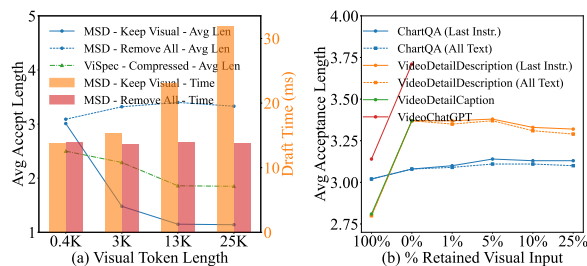 MSD - Keep Visual - Avg Len
MSD - Remove All - Avg Len
ViSpec - Compressed - Avg Len
MSD - Keep Visual - Time
MSD - Remove All - Time
Avg Accept Length
5
4
3
2
1
Draft Time (ms)
30
20
10
0
0.4K 3K 13K 25K
(a) Visual Token Length
ChartQA (Last Instr.)
ChartQA (All Text)
VideoDetailDescription (Last Instr.)
VideoDetailDescription (All Text)
VideoDetailCaption
VideoChatGPT
Avg Acceptance Length
4.00
3.75
3.50
3.25
3.00
2.75
100% 0% 1% 5% 10% 25%
(b) % Retained Visual Input